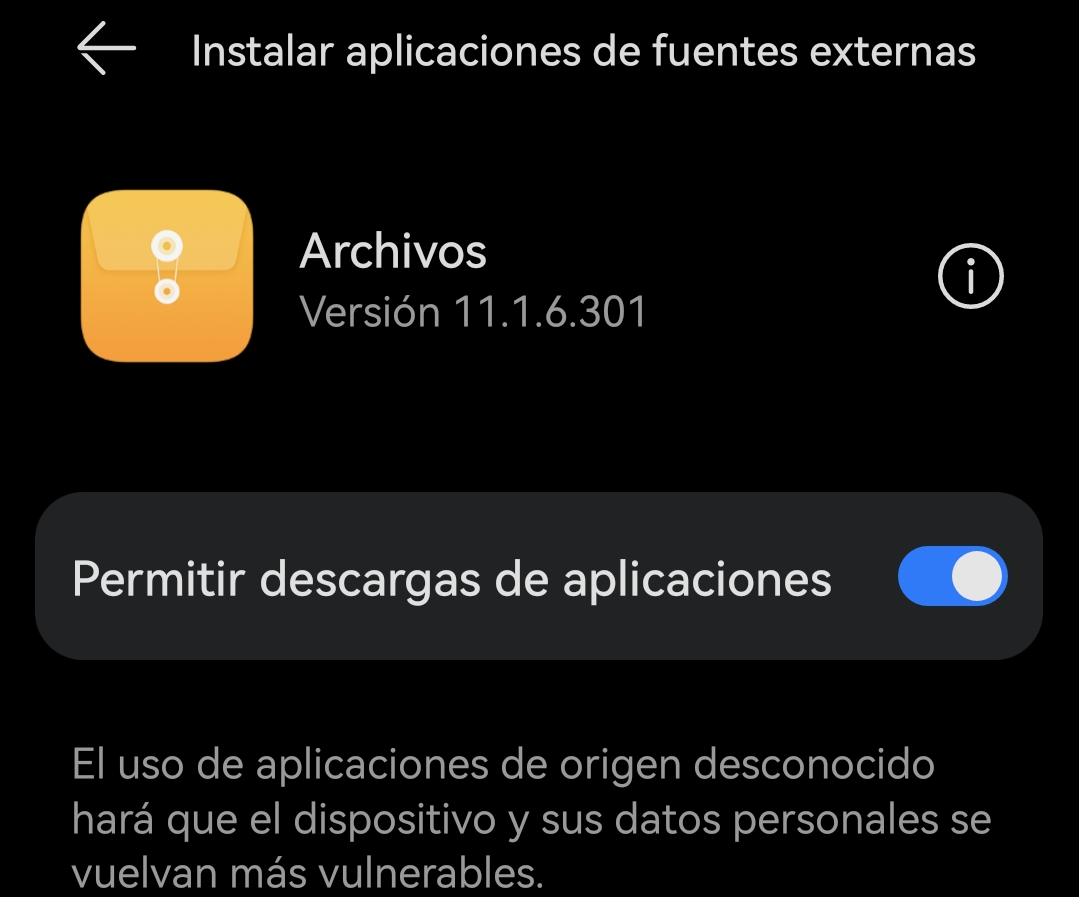 Instalar aplicaciones de fuentes externas
Archivos
Versión 11.1.6.301
Permitir descargas de aplicaciones
El uso de aplicaciones de origen desconocido
hará que el dispositivo y sus datos personales se
vuelvan más vulnerables.